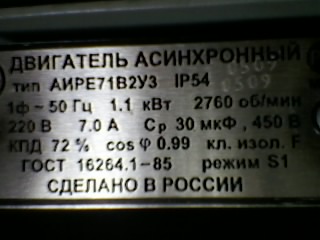 ДВИГАТЕЛЬ АСИНХРОННЫЙ
тип АИРЕ71В2У3 IP54
1ф ~ 50 Гц 1.1 кВт 2760 об/мин
220 В 7.0 А Ср 30 мкФ, 450 В
КПД 72 % cos φ 0.99 кл. изол. F
ГОСТ 16264.1-85 режим S1
СДЕЛАНО В РОССИИ